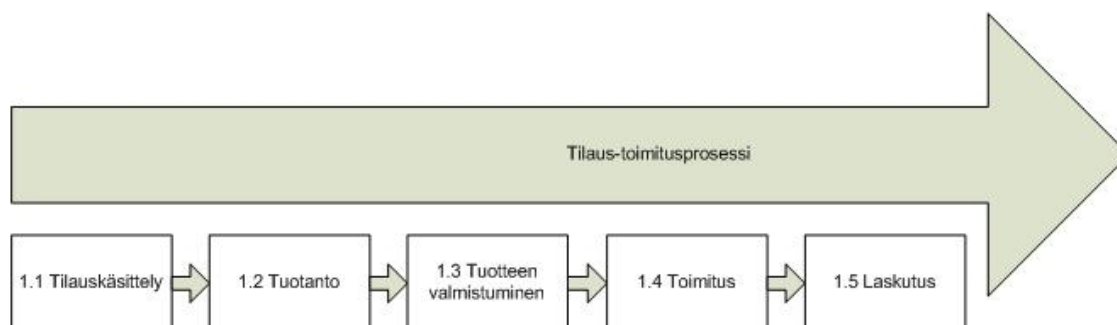 Tilaus-toimitusprosessi
1.1 Tilauskäsittely
1.2 Tuotanto
1.3 Tuotteen
valmistuminen
1.4 Toimitus
1.5 Laskutus